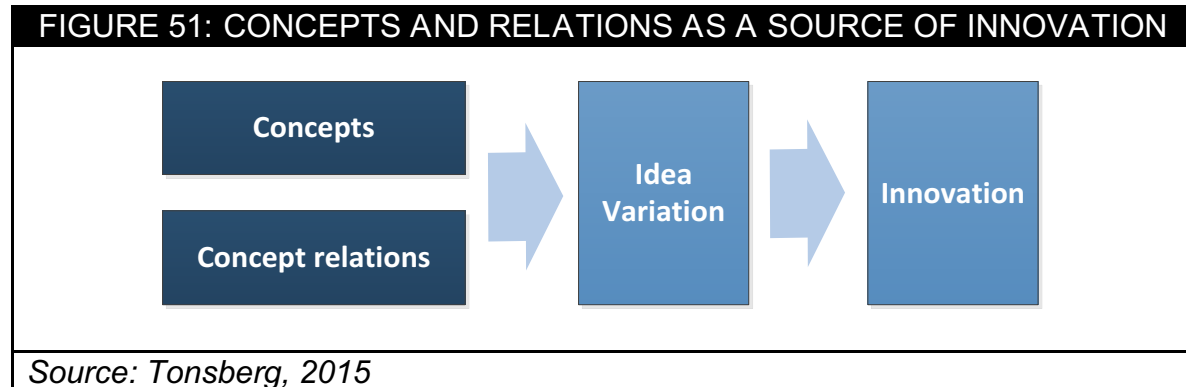 FIGURE 51: CONCEPTS AND RELATIONS AS A SOURCE OF INNOVATION
Concepts
Concept relations
Idea
Variation
Innovation
Source: Tonsberg, 2015